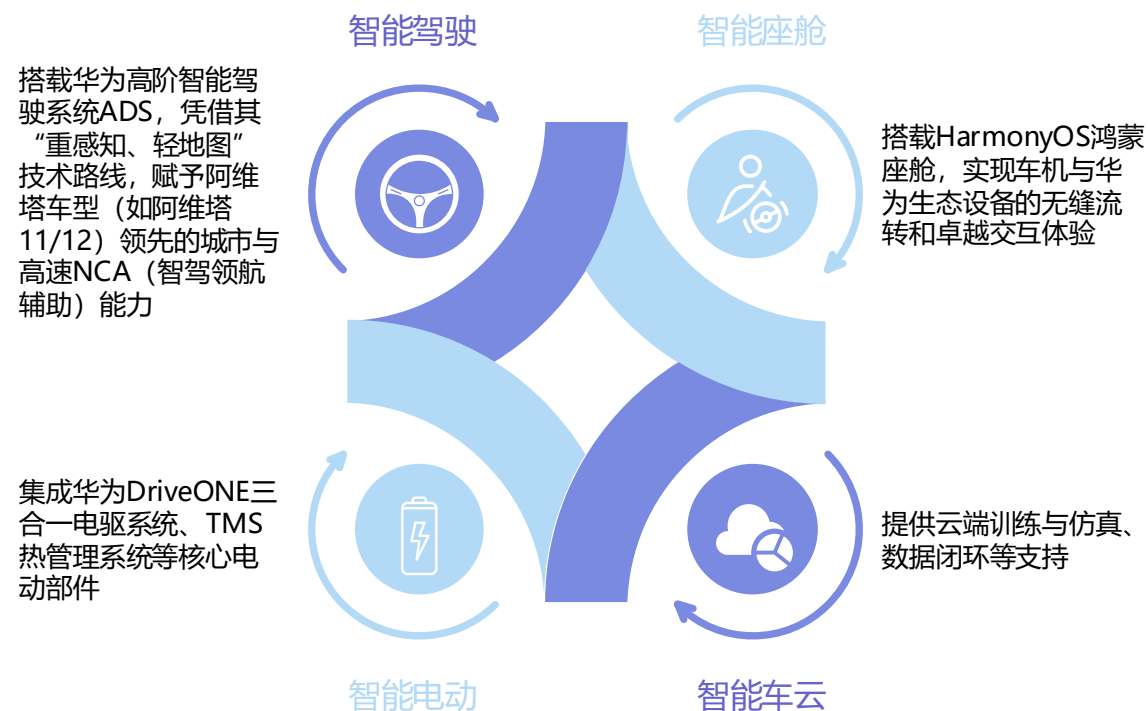 智能驾驶
搭载华为高阶智能驾
驶系统ADS，凭借其
“重感知、轻地图”
技术路线，赋予阿维
塔车型（如阿维塔
11/12）领先的城市与
高速NCA（智驾领航
辅助）能力
智能座舱
搭载HarmonyOS鸿蒙
座舱，实现车机与华
为生态设备的无缝流
转和卓越交互体验
集成华为DriveONE三
合一电驱系统、TMS
热管理系统等核心电
动部件
智能电动
提供云端训练与仿真、
数据闭环等支持
智能车云